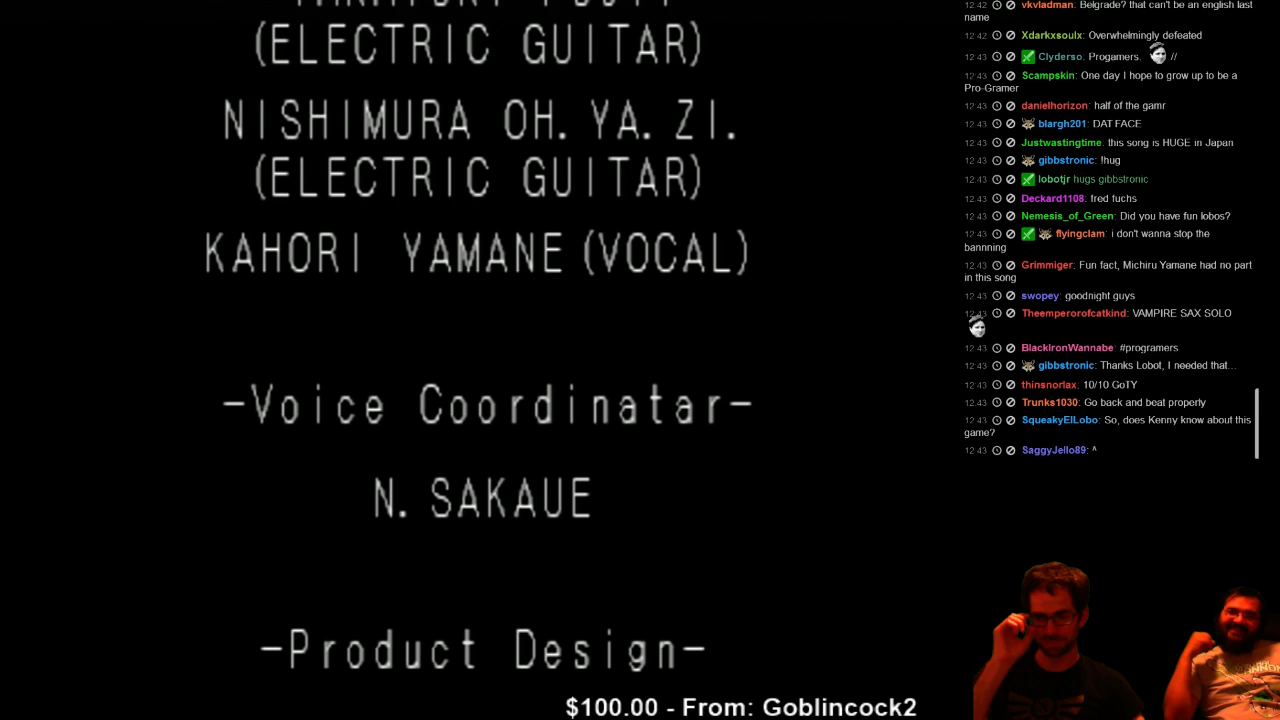 (ELECTRIC GUITAR)
NISHIMURA OH. YA. ZI.
(ELECTRIC GUITAR)
KAHORI YAMANE (VOCAL)
-Voice Coordinatar-
N. SAKAUE
-Product Design-
$100.00 - From: Goblincock2
12:42 vkvladman: Belgrade? that can't be an english last
name
12:42 Xdarkxsoulx: Overwhelmingly defeated
12:43 Clyderso: Progamers. //
12:43 Scampskin: One day I hope to grow up to be a
Pro-Gramer
12:43 danielhorizon: half of the gamr
12:43 blargh201: DAT FACE
12:43 Justwastingtime: this song is HUGE in Japan
12:43 gibbstronic: !hug
12:43 lobotjr hugs gibbstronic
12:43 Deckard1108: fred fuchs
12:43 Nemesis_of_Green: Did you have fun lobos?
12:43 flyingclam: i don't wanna stop the
bannning
12:43 Grimmiger: Fun fact, Michiru Yamane had no part
in this song
12:43 swopey: goodnight guys
12:43 Theemperorofcatkind: VAMPIRE SAX SOLO
12:43 BlackIronWannabe: #programers
12:43 gibbstronic: Thanks Lobot, I needed that...
12:43 thinsnorlax: 10/10 GoTY
12:43 Trunks1030: Go back and beat properly
12:43 SqueakyElLobo: So, does Kenny know about this
game?
12:43 SaggyJello89: ^